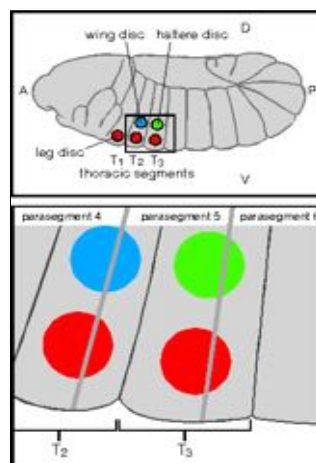 wing disc haltere disc
D
A
P
leg disc
T1 T2 T3
thoracic segments
V
parasegment 4 parasegment 5 parasegment 6
T2 T3